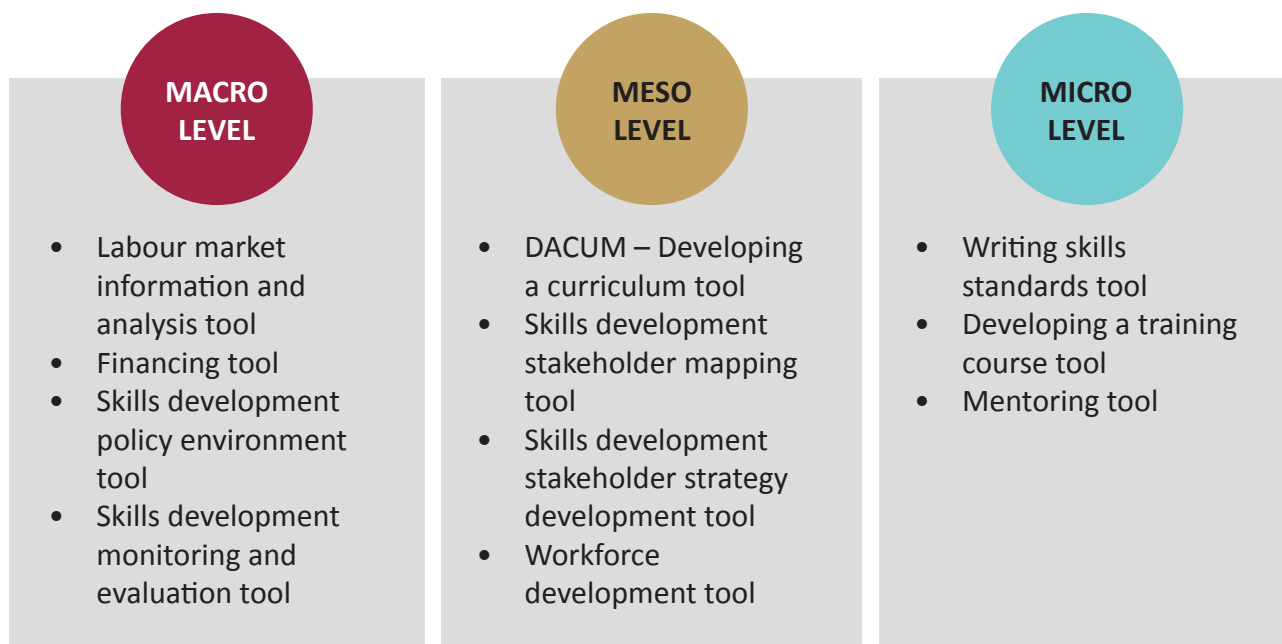 MACRO
LEVEL
• Labour market
information and
analysis tool
• Financing tool
• Skills development
policy environment
tool
• Skills development
monitoring and
evaluation tool
MESO
LEVEL
• DACUM – Developing
a curriculum tool
• Skills development
stakeholder mapping
tool
• Skills development
stakeholder strategy
development tool
• Workforce
development tool
MICRO
LEVEL
• Writing skills
standards tool
• Developing a training
course tool
• Mentoring tool